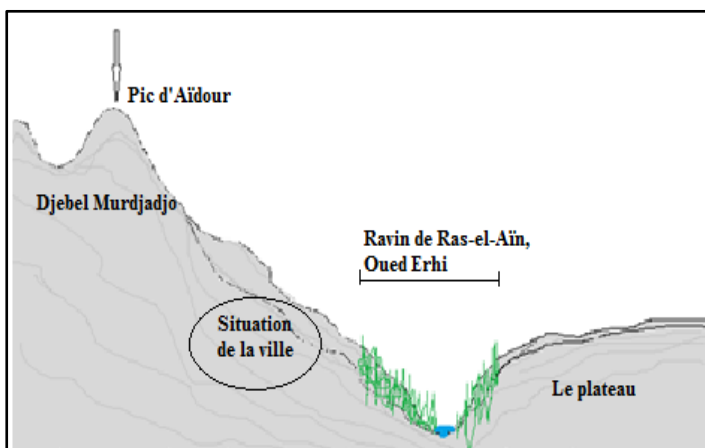 Pic d'Aïdour
Djebel Murdjadjo
Ravin de Ras-el-Aïn,
Oued Erhi
Situation
de la ville
Le plateau